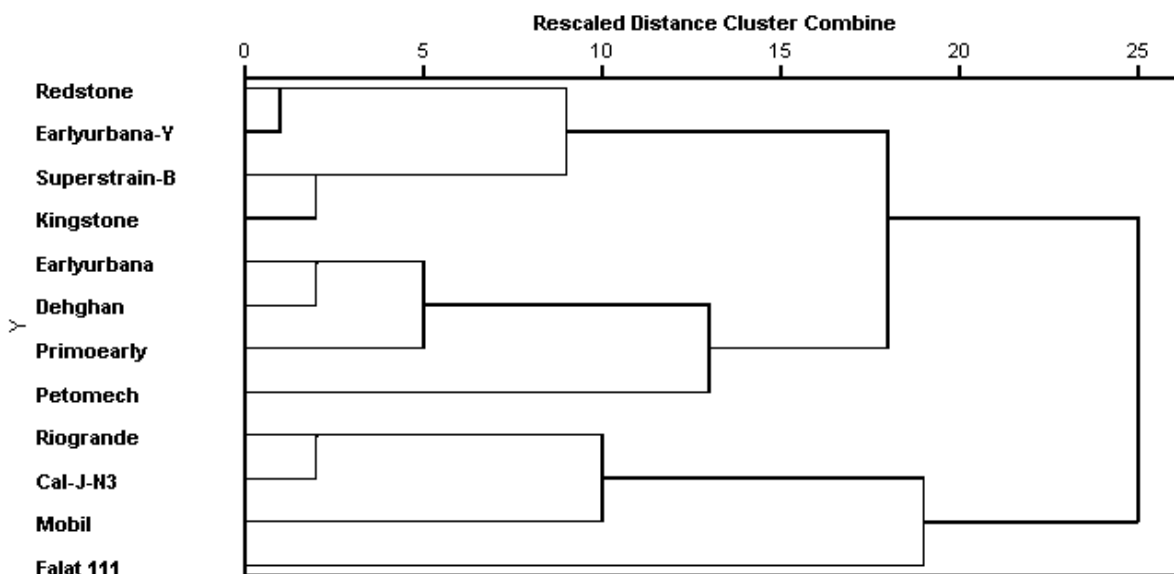 Rescaled Distance Cluster Combine
0 5 10 15 20 25
Redstone
Earlyurbana-Y
Superstrain-B
Kingstone
Earlyurbana
Dehghan
Y
Primoearly
Petomech
Riogrande
Cal-J-N3
Mobil
Falat 111